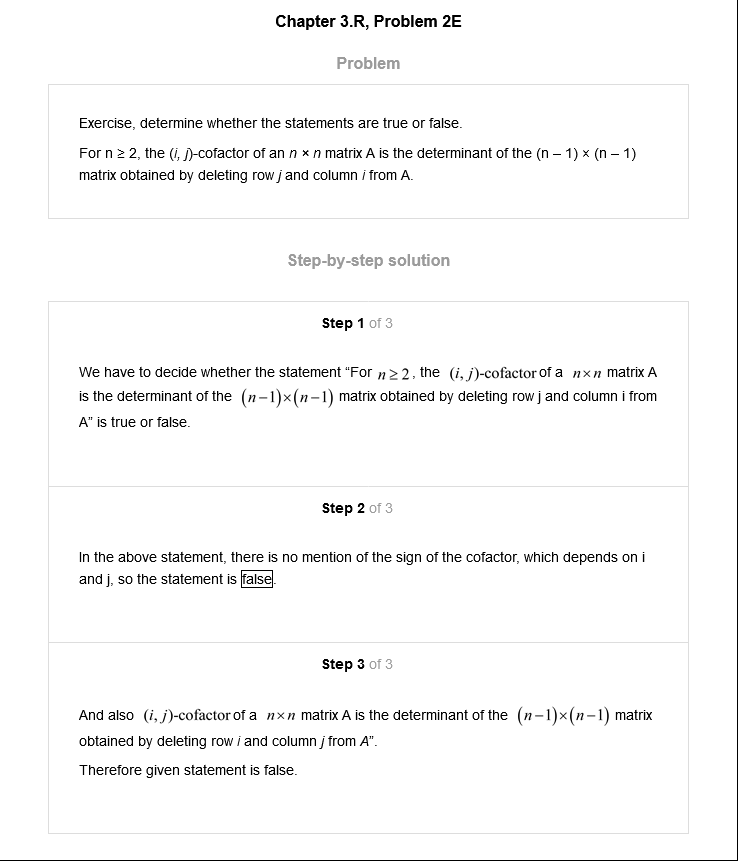 Chapter 3.R, Problem 2E
Problem
Exercise, determine whether the statements are true or false.
For n ≥ 2, the (i, j)-cofactor of an n × n matrix A is the determinant of the (n – 1) × (n – 1)
matrix obtained by deleting row j and column i from A.
Step-by-step solution
Step 1 of 3
We have to decide whether the statement “For n ≥ 2, the (i, j)-cofactor of a n×n matrix A
is the determinant of the (n−1)×(n−1) matrix obtained by deleting row j and column i from
A” is true or false.
Step 2 of 3
In the above statement, there is no mention of the sign of the cofactor, which depends on i
and j, so the statement is false.
Step 3 of 3
And also (i, j)-cofactor of a n×n matrix A is the determinant of the (n−1)×(n−1) matrix
obtained by deleting row i and column j from A”.
Therefore given statement is false.